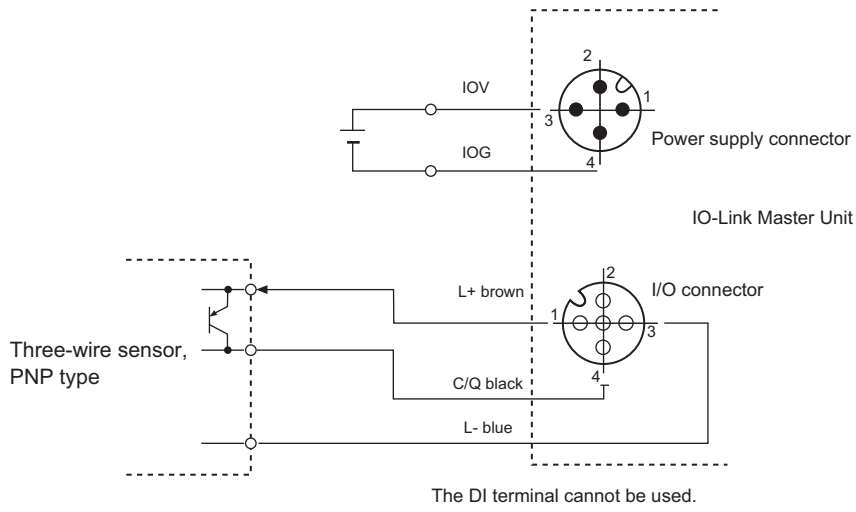 2
IOV
1
3
Power supply connector
IOG
4
IO-Link Master Unit
2
L+ brown
I/O connector
1
3
Three-wire sensor,
PNP type
4
C/Q black
L- blue
The DI terminal cannot be used.